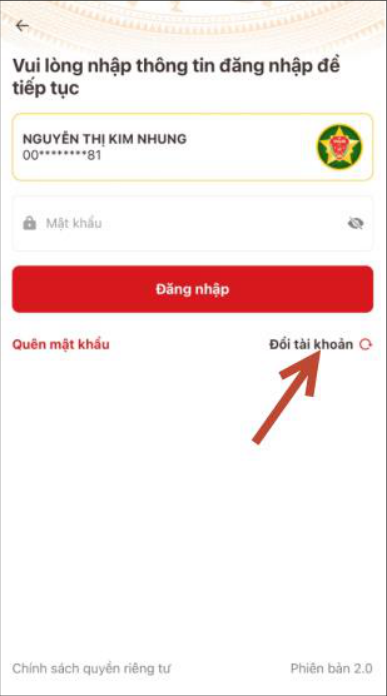 Vui lòng nhập thông tin đăng nhập để
tiếp tục
NGUYỄN THỊ KIM NHUNG
00********81
Mật khẩu
Đăng nhập
Quên mật khẩu
Đổi tài khoản
Chính sách quyền riêng tư
Phiên bản 2.0